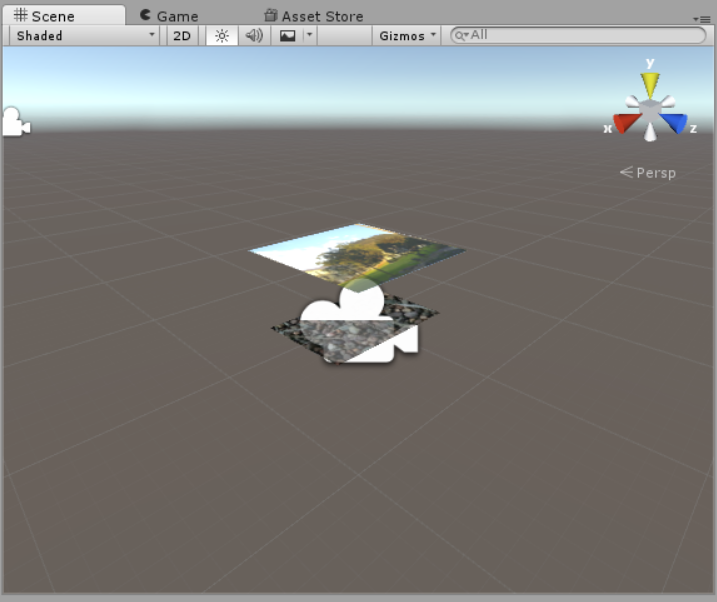 Scene Game Asset Store
Shaded 2D Gizmos All
y
x z
Persp